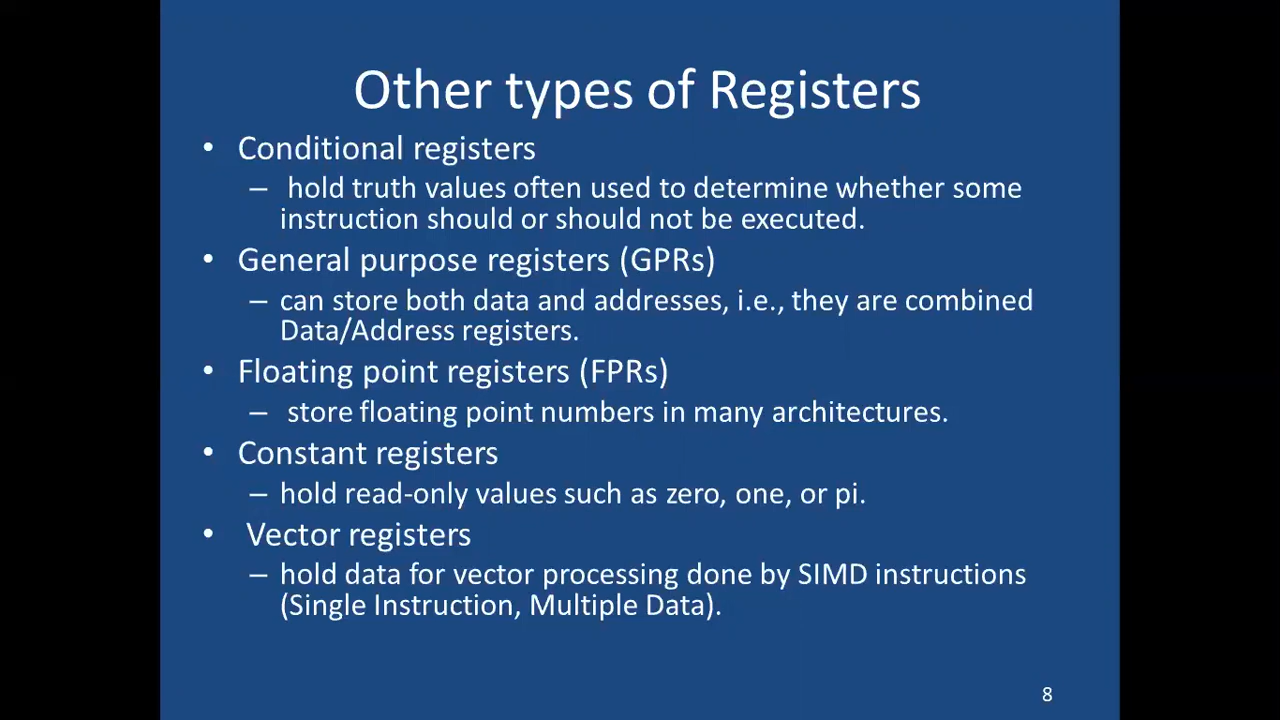 Other types of Registers
• Conditional registers
– hold truth values often used to determine whether some
instruction should or should not be executed.
• General purpose registers (GPRs)
– can store both data and addresses, i.e., they are combined
Data/Address registers.
• Floating point registers (FPRs)
– store floating point numbers in many architectures.
• Constant registers
– hold read-only values such as zero, one, or pi.
• Vector registers
– hold data for vector processing done by SIMD instructions
(Single Instruction, Multiple Data).
8